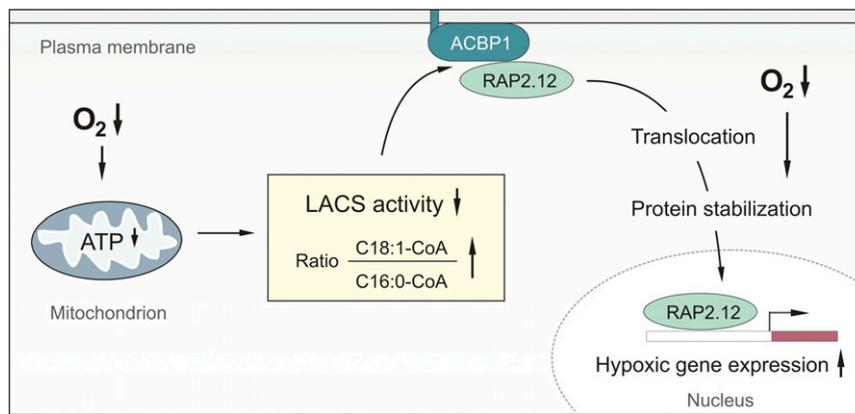 Plasma membrane
ACBP1
RAP2.12
O2
O2
Translocation
Protein stabilization
ATP
Mitochondrion
LACS activity
Ratio C18:1-CoA
C16:0-CoA
RAP2.12
Hypoxic gene expression
Nucleus